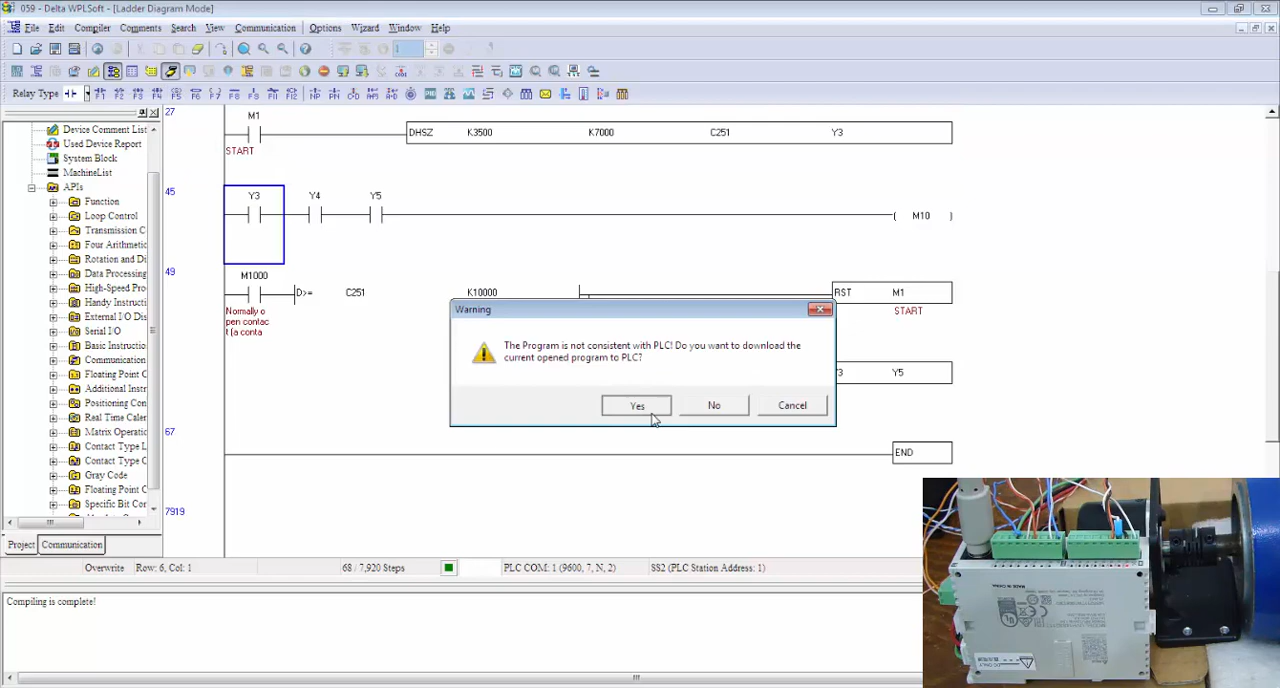 059 - Delta WPLSoft - [Ladder Diagram Mode]
File Edit Compiler Comments Search View Communication Options Wizard Window Help
Relay Type
27
M1
START
DHSZ K3500 K7000 C251 Y3
45
Y3 Y4 Y5
M10
49
M1000
D>= C251 K10000
RST M1
START
Normally o
pen contac
t (a conta
Y5
67
END
7919
Device Comment List
Used Device Report
System Block
MachineList
APIs
Function
Loop Control
Transmission C
Four Arithmetic
Rotation and Di
Data Processing
High-Speed Pro
Handy Instructi
External I/O Dis
Serial I/O
Basic Instructio
Communication
Floating Point C
Additional Instr
Positioning Con
Real Time Caler
Matrix Operatio
Contact Type L
Contact Type C
Gray Code
Floating Point C
Specific Bit Cor
Project Communication
Warning
The Program is not consistent with PLC! Do you want to download the
current opened program to PLC?
Yes No Cancel
Overwrite Row: 6, Col: 1 68 - 7,920 Steps PLC COM: 1 (9600, 7, N, 2) SS2 (PLC Station Address: 1)
Compiling is complete!
MADE IN CHINA